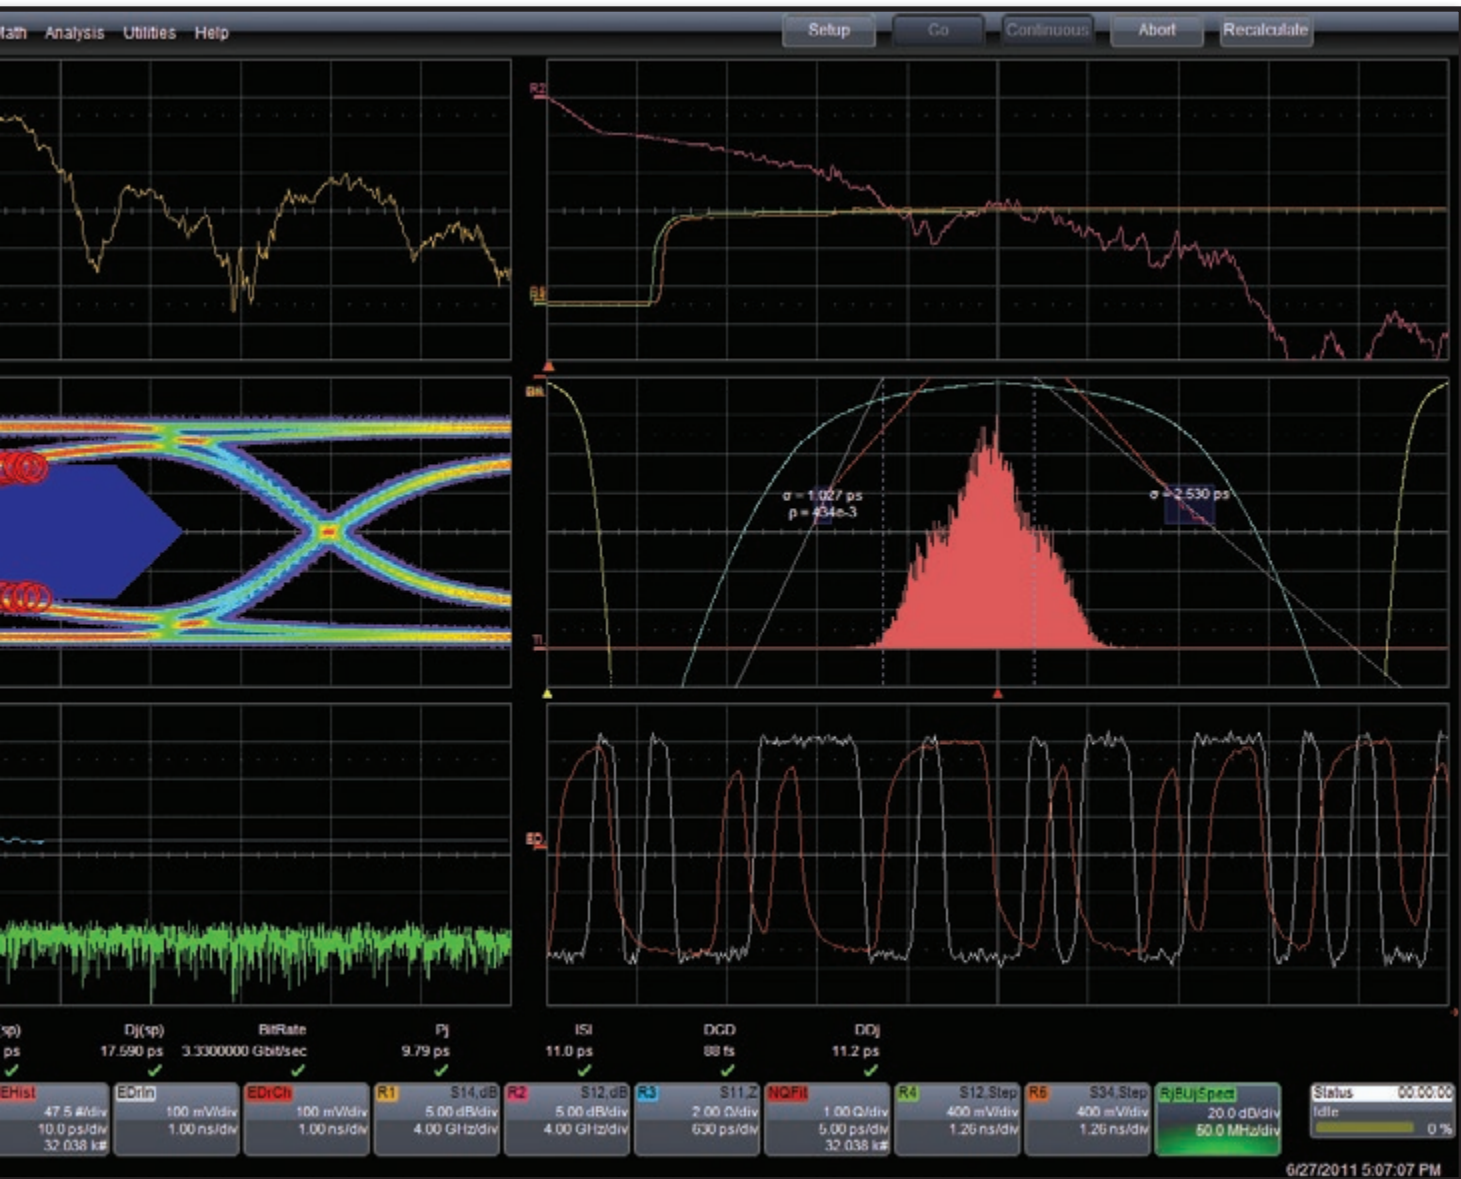 Math Analysis Utilities Help Setup Go Continuous Abort Recalculate
R2
σ = 1.027 ps
ρ = 434e-3
σ = 2.530 ps
TI
ED
(sp) Dj(sp) BitRate Pj ISI DCD DDj
ps 17.590 ps 3.3300000 Gbit/sec 9.79 ps 11.0 ps 88 fs 11.2 ps
EHist EDrIn EDrCh R1 S14,dB R2 S12,dB R3 S11,Z NQFit R4 S12,Step R6 S34,Step RjBUjSpect Status 00:00:00
47.5 #/div 100 mV/div 100 mV/div 5.00 dB/div 5.00 dB/div 2.00 Ω/div 1.00 Q/div 400 mV/div 400 mV/div 20.0 dB/div Idle
10.0 ps/div 1.00 ns/div 1.00 ns/div 4.00 GHz/div 4.00 GHz/div 630 ps/div 5.00 ps/div 1.26 ns/div 1.26 ns/div 50.0 MHz/div 0 %
32.038 k# 32.038 k#
6/27/2011 5:07:07 PM